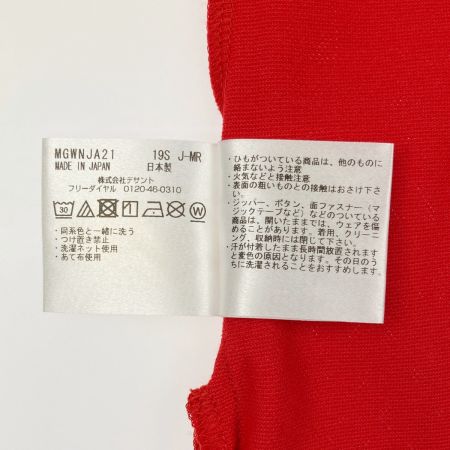 MGWNJA21 19S J-MR
MADE IN JAPAN 日本製
株式会社デサント
フリーダイヤル 0120-46-0310
30 W
・同系色と一緒に洗う
・つけ置き禁止
・洗濯ネット使用
・あて布使用
・ひもがついている商品は、他のものに
絡まないよう注意
・火気などと接触注意
・表面の粗いものとの接触はおさけ下さ
い。
・ジッパー、ボタン、面ファスナー（マ
ジックテープなど）などのついている
商品は、開いたままでは、ウェアを傷め
ることがあります。着用、クリーニ
ング、収納時には閉じて下さい。
・汗が付着したまま長時間放置されます
と変色の原因となります。その日のう
ちに洗濯されることをおすすめします。